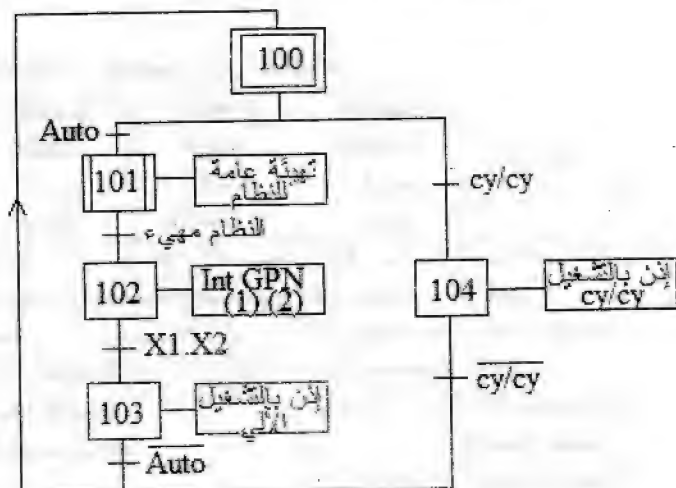 100
Auto
101
تهيئة عامة
للنظام
cy/cy
النظام مهيء
102
Int GPN
(1) (2)
104
إذن بالتشغيل
cy/cy
X1.X2
103
إذن بالتشغيل
الآلي
cy/cy
Auto